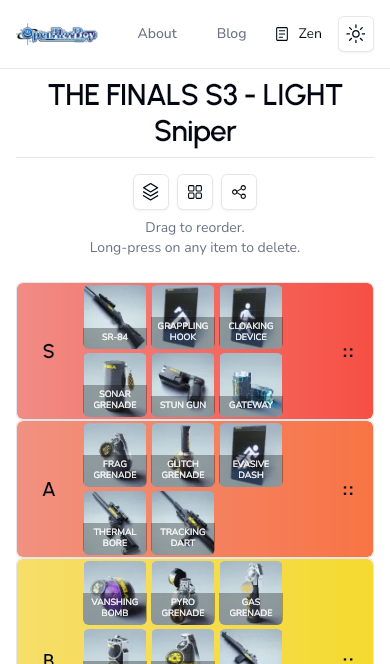 OpenMonkey
About
Blog
Zen
THE FINALS S3 - LIGHT
Sniper
Drag to reorder.
Long-press on any item to delete.
S
SR-84
GRAPPLING
HOOK
CLOAKING
DEVICE
SONAR
GRENADE
STUN GUN
GATEWAY
A
FRAG
GRENADE
GLITCH
GRENADE
EVASIVE
DASH
THERMAL
BORE
TRACKING
DART
B
VANSHING
BOMB
PYRO
GRENADE
GAS
GRENADE